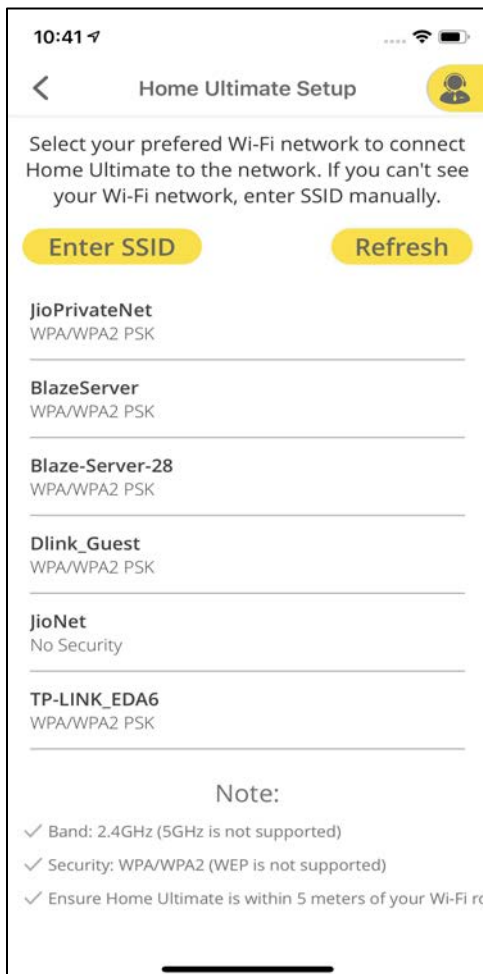 10:41
Home Ultimate Setup
Select your prefered Wi-Fi network to connect
Home Ultimate to the network. If you can't see
your Wi-Fi network, enter SSID manually.
Enter SSID
Refresh
JioPrivateNet
WPA/WPA2 PSK
BlazeServer
WPA/WPA2 PSK
Blaze-Server-28
WPA/WPA2 PSK
Dlink_Guest
WPA/WPA2 PSK
JioNet
No Security
TP-LINK_EDA6
WPA/WPA2 PSK
Note:
Band: 2.4GHz (5GHz is not supported)
Security: WPA/WPA2 (WEP is not supported)
Ensure Home Ultimate is within 5 meters of your Wi-Fi